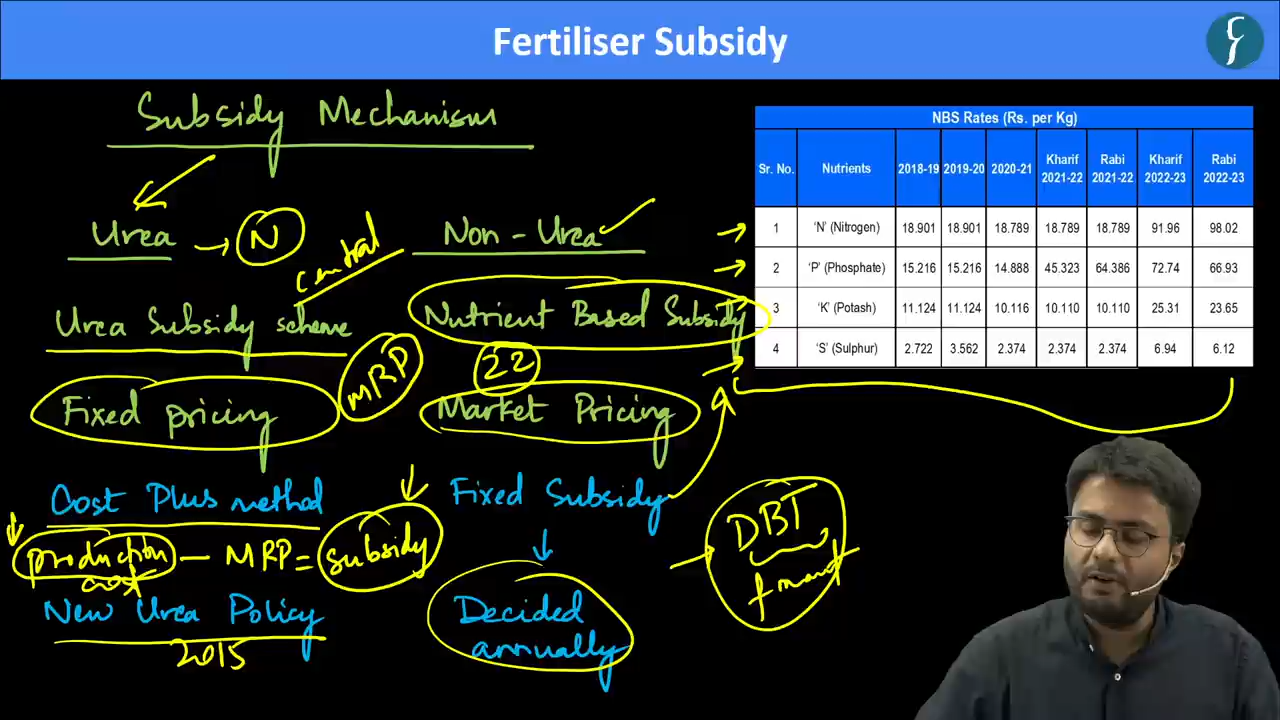 Fertiliser Subsidy
Subsidy Mechanism
Urea → N
Non-Urea
central
Urea Subsidy scheme
Nutrient Based Subsidy
MRP
22
Fixed pricing
Market Pricing
Cost Plus method
Fixed Subsidy
production cost - MRP = subsidy
New Urea Policy
2015
Decided
annually
DBT
NBS Rates (Rs. per Kg)
Sr. No. Nutrients 2018-19 2019-20 2020-21 Kharif 2021-22 Rabi 2021-22 Kharif 2022-23 Rabi 2022-23
1 'N' (Nitrogen) 18.901 18.901 18.789 18.789 18.789 91.96 98.02
2 'P' (Phosphate) 15.216 15.216 14.888 45.323 64.386 72.74 66.93
3 'K' (Potash) 11.124 11.124 10.116 10.110 10.110 25.31 23.65
4 'S' (Sulphur) 2.722 3.562 2.374 2.374 2.374 6.94 6.12